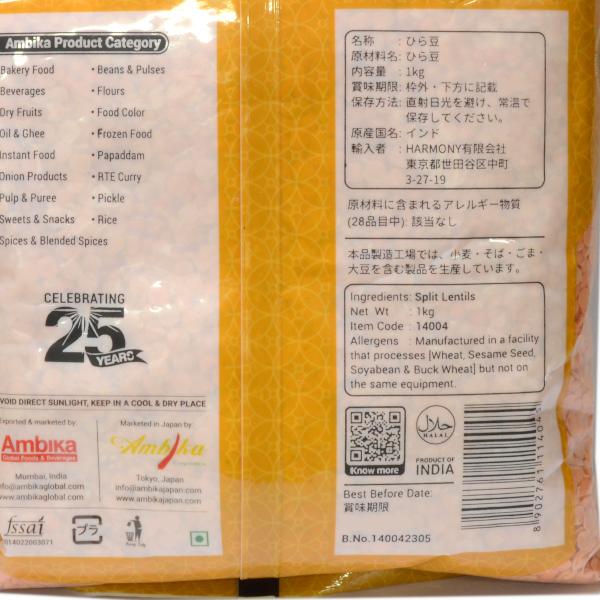 Ambika Product Category
Bakery Food
• Beans & Pulses
Beverages
• Flours
Dry Fruits
• Food Color
Oil & Ghee
• Frozen Food
Instant Food
• Papaddam
Onion Products
• RTE Curry
Pulp & Puree
• Pickle
Sweets & Snacks
• Rice
Spices & Blended Spices
CELEBRATING
25
YEARS
VOID DIRECT SUNLIGHT, KEEP IN A COOL & DRY PLACE
Exported & marketed by:
AmbiKa
Global Foods & Beverages
Mumbai, India
nfo@ambikaglobal.com
www.ambikaglobal.com
Marketed in Japan by:
Ambika
Tokyo, Japan
info@ambikajapan.com
www.ambikajapan.com
fssai
プラ
名称 : ひら豆
原材料名: ひら豆
内容量 : 1kg
賞味期限: 枠外・下方に記載
保存方法: 直射日光を避け、常温で
保存してください。
原産国名: インド
輸入者 : HARMONY有限会社
東京都世田谷区中町
3-27-19
原材料に含まれるアレルギー物質
(28品目中): 該当なし
本品製造工場では、小麦・そば・ごま・
大豆を含む製品を生産しています。
Ingredients: Split Lentils
Net Wt : 1kg
Item Code : 14004
Allergens : Manufactured in a facility
that processes [Wheat, Sesame Seed,
Soyabean & Buck Wheat] but not on
the same equipment.
Know more
حلال
HALAL
PRODUCT OF
INDIA
Best Before Date:
賞味期限
B.No.140042305